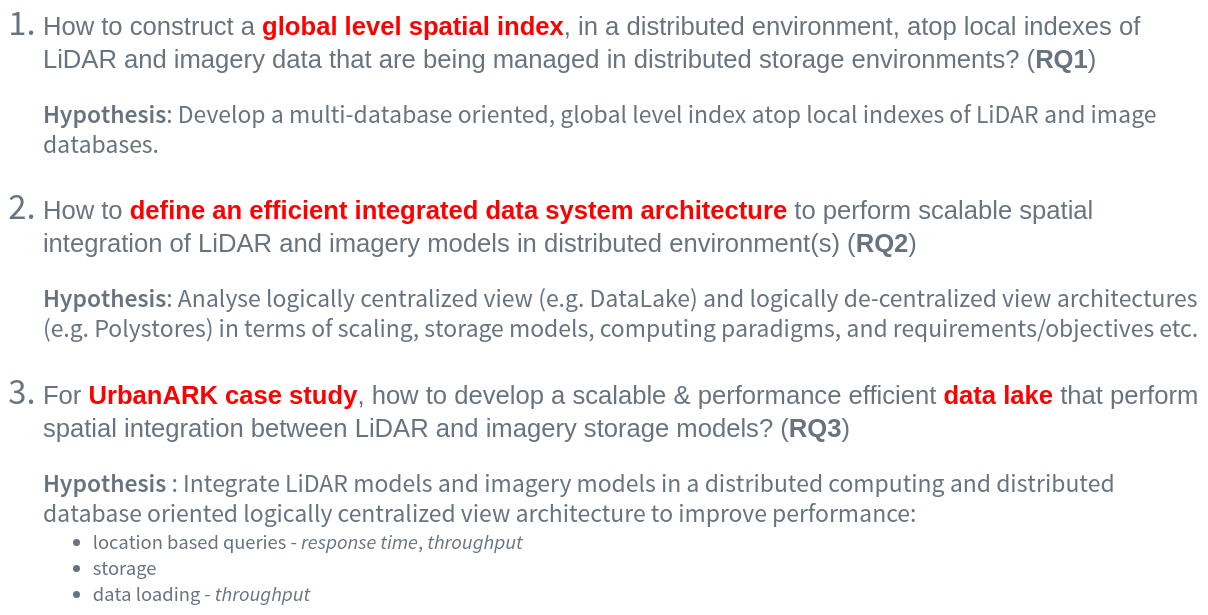 1. How to construct a global level spatial index, in a distributed environment, atop local indexes of
LiDAR and imagery data that are being managed in distributed storage environments? (RQ1)
Hypothesis: Develop a multi-database oriented, global level index atop local indexes of LiDAR and image
databases.
2. How to define an efficient integrated data system architecture to perform scalable spatial
integration of LiDAR and imagery models in distributed environment(s) (RQ2)
Hypothesis: Analyse logically centralized view (e.g. DataLake) and logically de-centralized view architectures
(e.g. Polystores) in terms of scaling, storage models, computing paradigms, and requirements/objectives etc.
3. For UrbanARK case study, how to develop a scalable & performance efficient data lake that perform
spatial integration between LiDAR and imagery storage models? (RQ3)
Hypothesis : Integrate LiDAR models and imagery models in a distributed computing and distributed
database oriented logically centralized view architecture to improve performance:
• location based queries - response time, throughput
• storage
• data loading - throughput